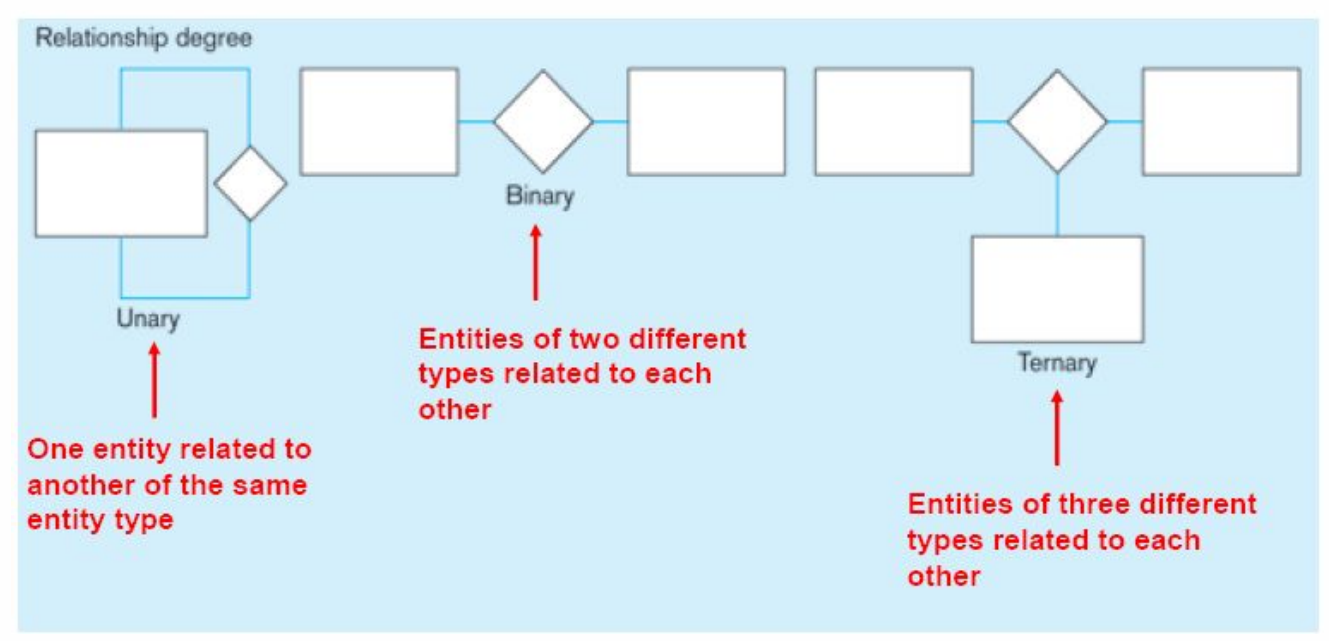 Relationship degree
Unary
One entity related to
another of the same
entity type
Binary
Entities of two different
types related to each
other
Ternary
Entities of three different
types related to each
other